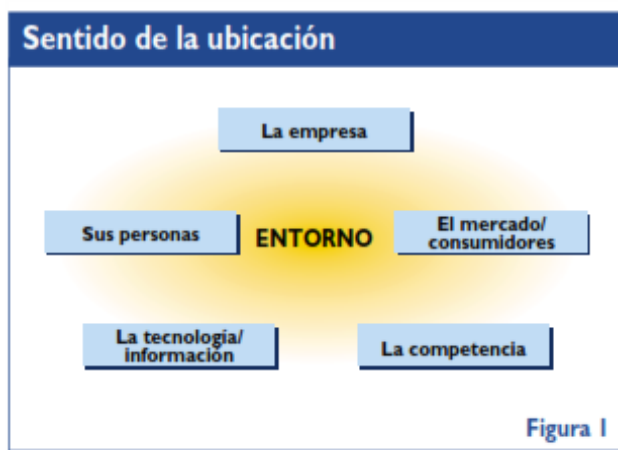 Sentido de la ubicación
La empresa
Sus personas
ENTORNO
El mercado/
consumidores
La tecnología/
información
La competencia
Figura 1